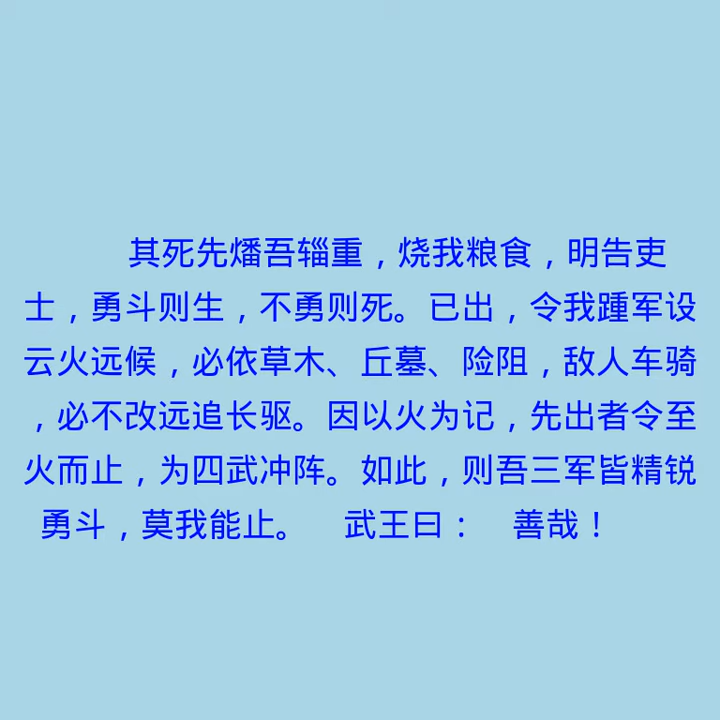 其死先燔吾辎重，烧我粮食，明告吏
士，勇斗则生，不勇则死。已出，令我踵军设
云火远候，必依草木、丘墓、险阻，敌人车骑
，必不改远追长驱。因以火为记，先出者令至
火而止，为四武冲阵。如此，则吾三军皆精锐
勇斗，莫我能止。 武王曰： 善哉！